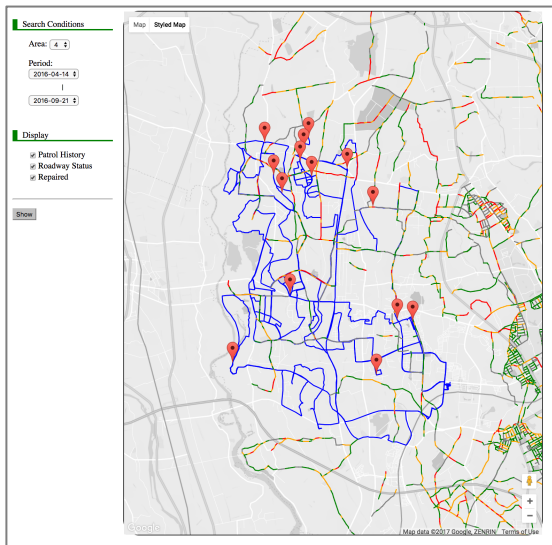 Search Conditions
Area: 4
Period:
2016-04-14
|
2016-09-21
Display
Patrol History
Roadway Status
Repaired
Show
Map Styled Map
Google
Map data ©2017 Google, ZENRIN Terms of Use